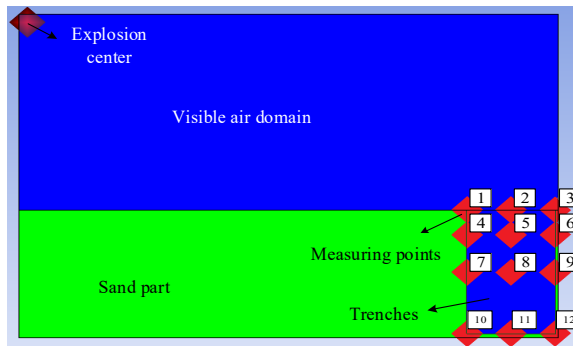 Explosion
center
Visible air domain
1 2 3
4 5 6
Measuring points
7 8 9
Sand part
Trenches
10 11 12